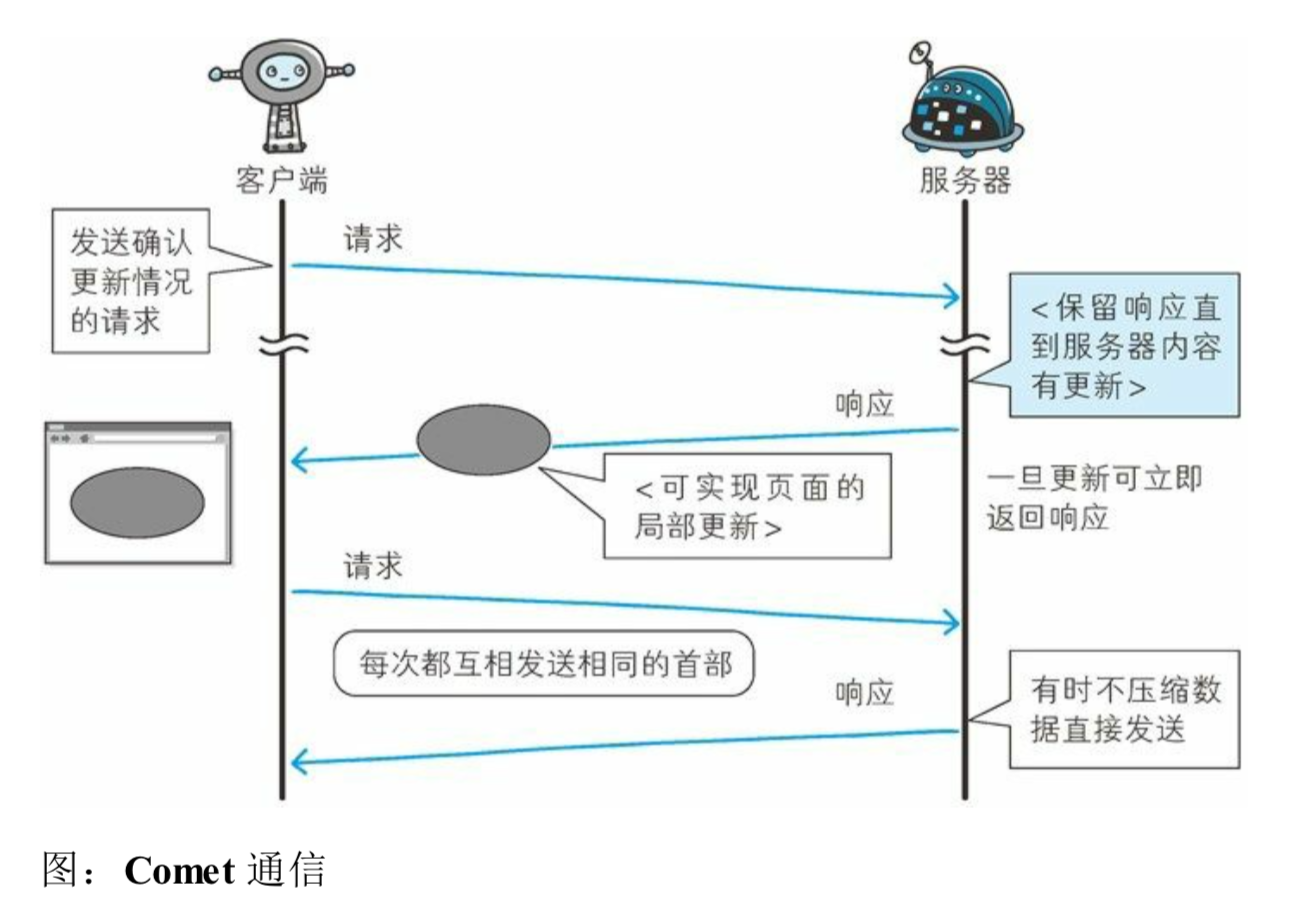 客户端
服务器
发送确认
更新情况
的请求
请求
<保留响应直
到服务器内容
有更新>
响应
<可实现页面的
局部更新>
一旦更新可立即
返回响应
请求
每次都互相发送相同的首部
响应
有时不压缩数
据直接发送
图：Comet 通信